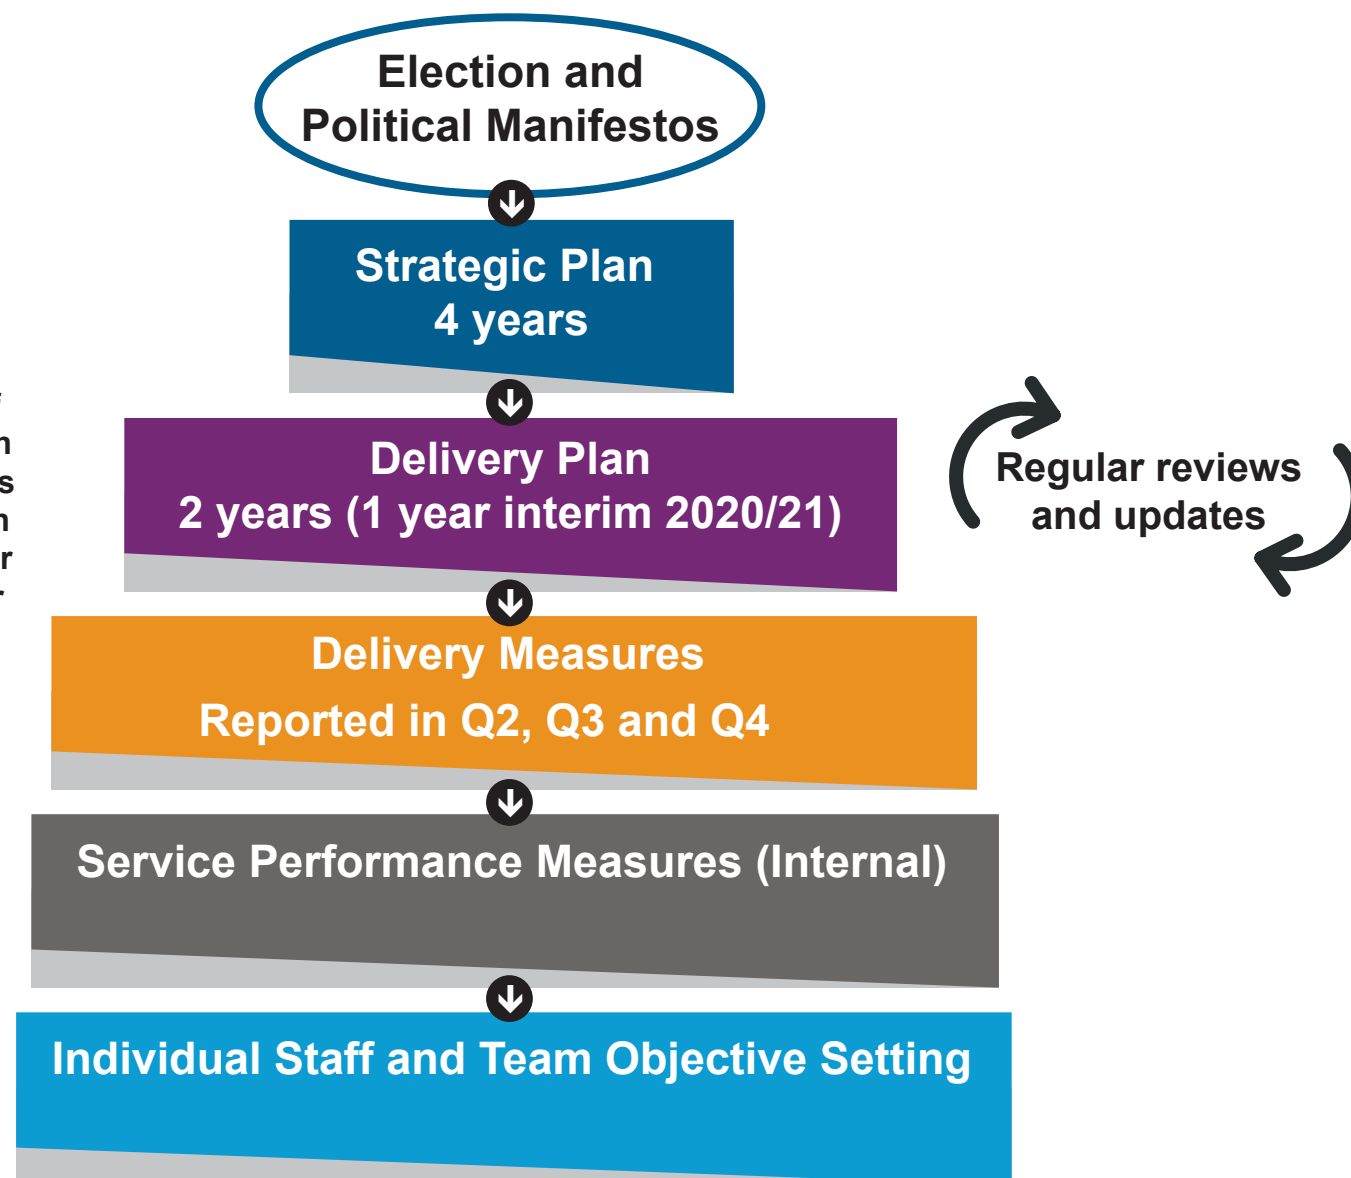 Election and
Political Manifestos
Strategic Plan
4 years
Delivery Plan
2 years (1 year interim 2020/21)
Regular reviews
and updates
Delivery Measures
Reported in Q2, Q3 and Q4
Service Performance Measures (Internal)
Individual Staff and Team Objective Setting